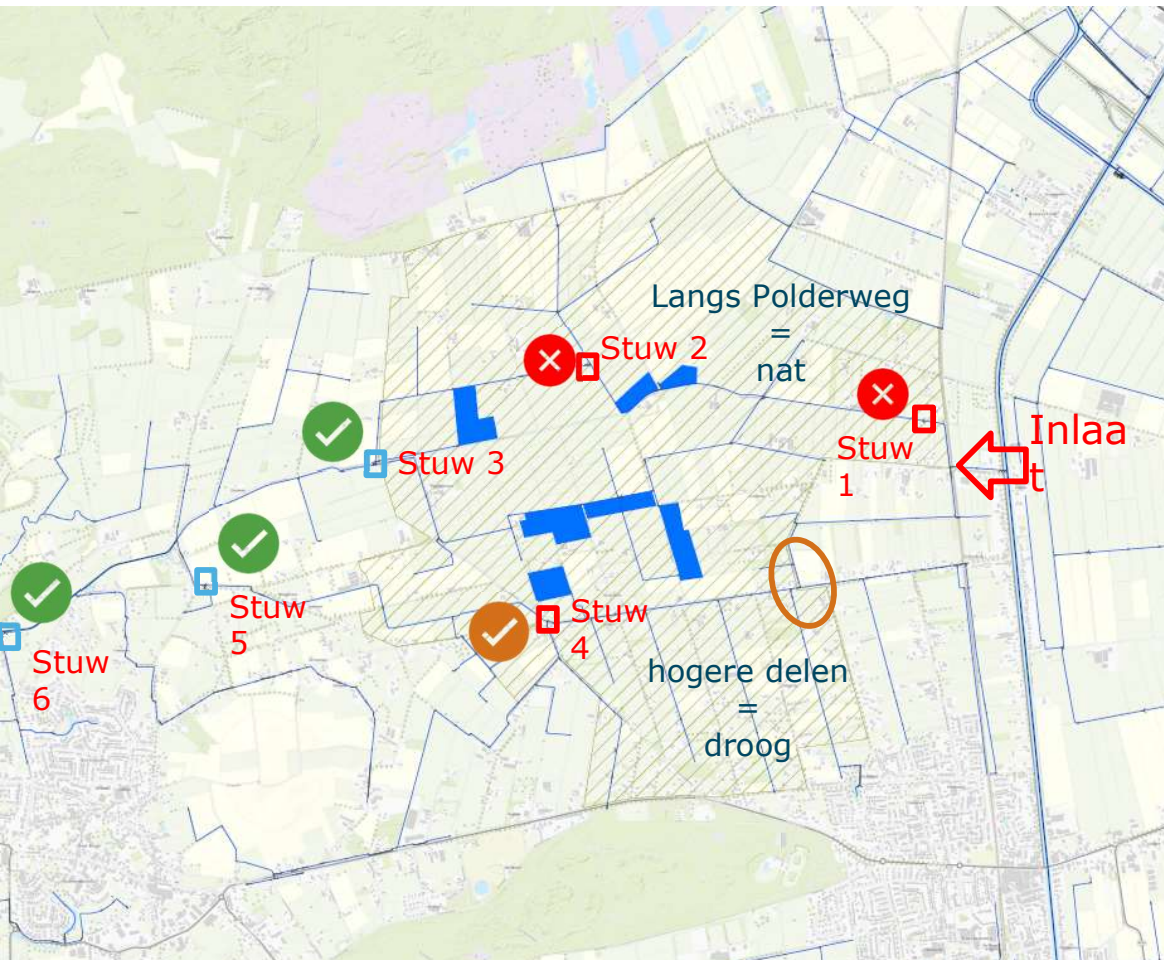 Langs Polderweg
=
nat
Stuw 2
Stuw
1
Inlaa
t
Stuw 3
Stuw
5
Stuw
4
Stuw
6
hogere delen
=
droog